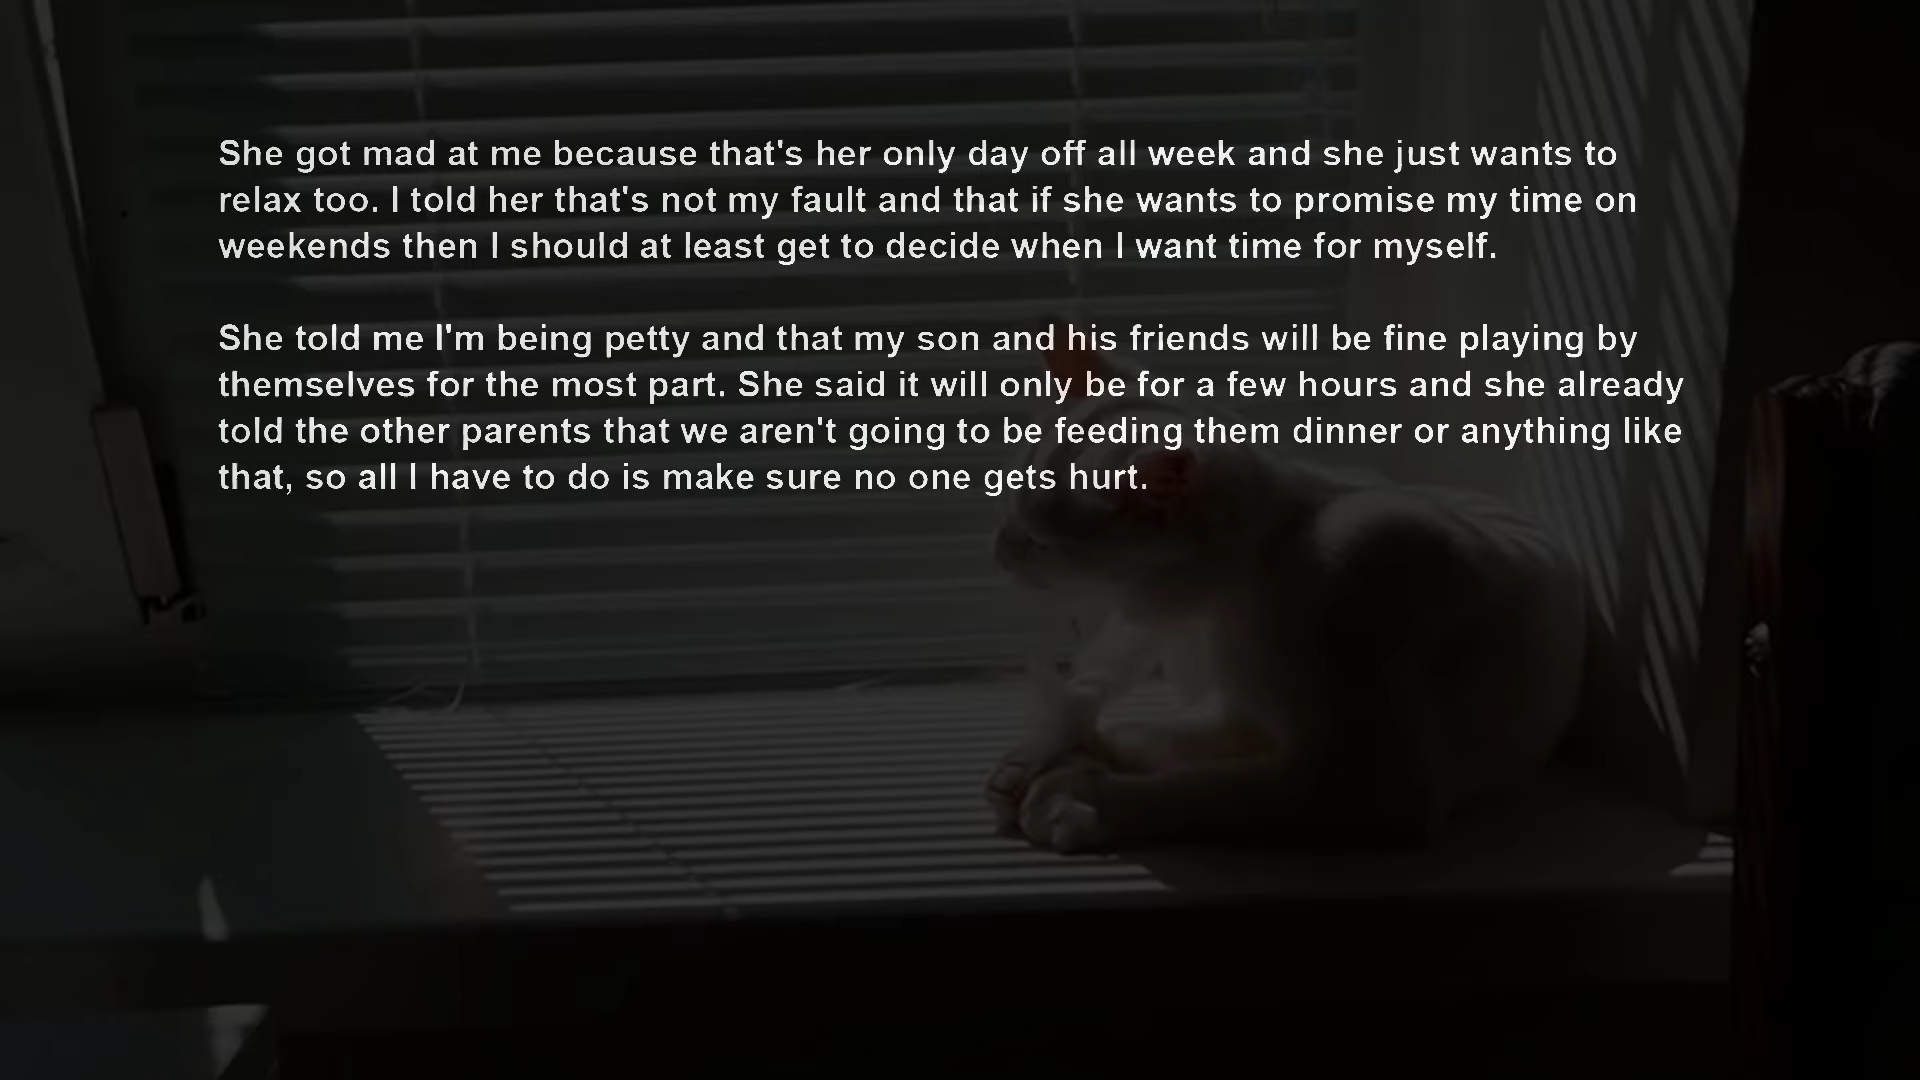 She got mad at me because that's her only day off all week and she just wants to
relax too. I told her that's not my fault and that if she wants to promise my time on
weekends then I should at least get to decide when I want time for myself.
She told me I'm being petty and that my son and his friends will be fine playing by
themselves for the most part. She said it will only be for a few hours and she already
told the other parents that we aren't going to be feeding them dinner or anything like
that, so all I have to do is make sure no one gets hurt.